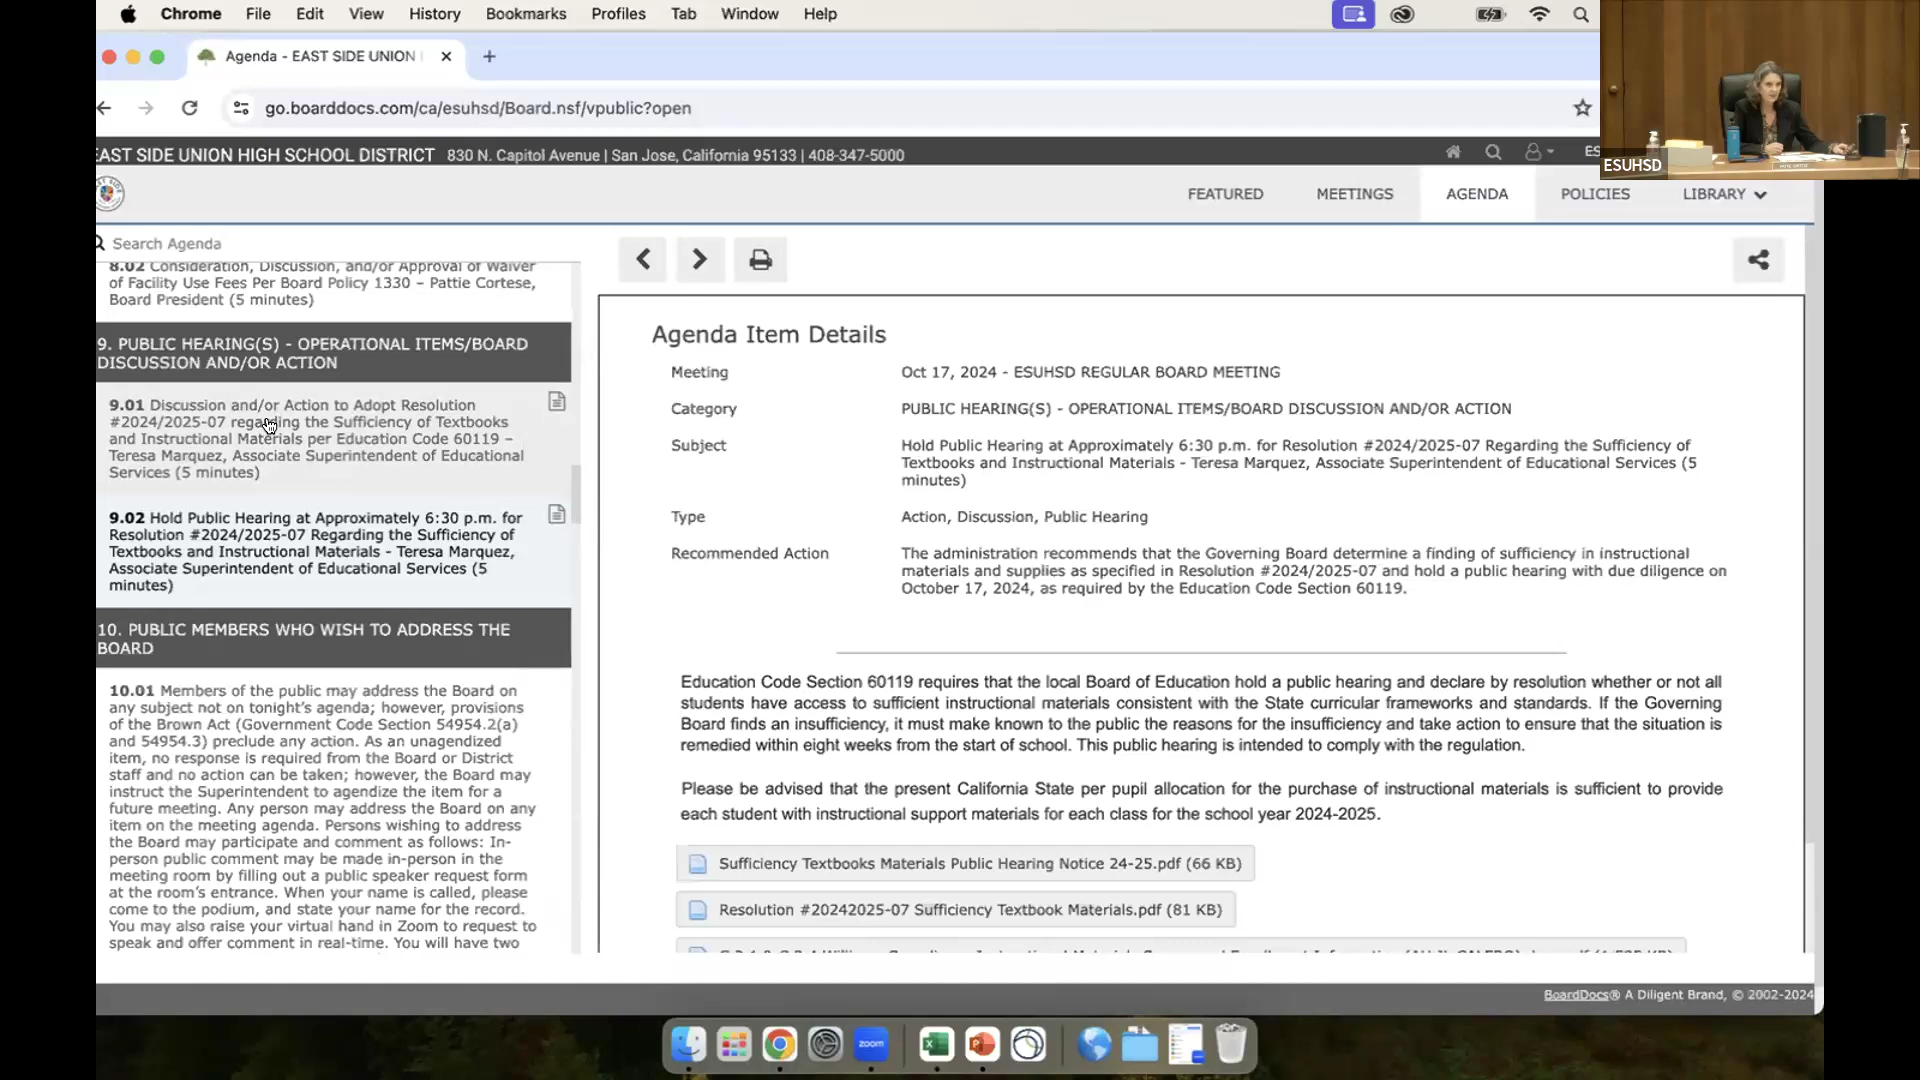 Chrome File Edit View History Bookmarks Profiles Tab Window Help
Agenda - EAST SIDE UNION
go.boarddocs.com/ca/esuhsd/Board.nsf/vpublic?open
EAST SIDE UNION HIGH SCHOOL DISTRICT 830 N. Capitol Avenue | San Jose, California 95133 | 408-347-5000
ES
ESUHSD
FEATURED MEETINGS AGENDA POLICIES LIBRARY
Search Agenda
8.02 Consideration, Discussion, and/or Approval of Waiver
of Facility Use Fees Per Board Policy 1330 – Pattie Cortese,
Board President (5 minutes)
9. PUBLIC HEARING(S) - OPERATIONAL ITEMS/BOARD
DISCUSSION AND/OR ACTION
9.01 Discussion and/or Action to Adopt Resolution
#2024/2025-07 regarding the Sufficiency of Textbooks
and Instructional Materials per Education Code 60119 –
Teresa Marquez, Associate Superintendent of Educational
Services (5 minutes)
9.02 Hold Public Hearing at Approximately 6:30 p.m. for
Resolution #2024/2025-07 Regarding the Sufficiency of
Textbooks and Instructional Materials - Teresa Marquez,
Associate Superintendent of Educational Services (5
minutes)
10. PUBLIC MEMBERS WHO WISH TO ADDRESS THE
BOARD
10.01 Members of the public may address the Board on
any subject not on tonight's agenda; however, provisions
of the Brown Act (Government Code Section 54954.2(a)
and 54954.3) preclude any action. As an unagendized
item, no response is required from the Board or District
staff and no action can be taken; however, the Board may
instruct the Superintendent to agendize the item for a
future meeting. Any person may address the Board on any
item on the meeting agenda. Persons wishing to address
the Board may participate and comment as follows: In-
person public comment may be made in-person in the
meeting room by filling out a public speaker request form
at the room's entrance. When your name is called, please
come to the podium, and state your name for the record.
You may also raise your virtual hand in Zoom to request to
speak and offer comment in real-time. You will have two
Agenda Item Details
Meeting Oct 17, 2024 - ESUHSD REGULAR BOARD MEETING
Category PUBLIC HEARING(S) - OPERATIONAL ITEMS/BOARD DISCUSSION AND/OR ACTION
Subject Hold Public Hearing at Approximately 6:30 p.m. for Resolution #2024/2025-07 Regarding the Sufficiency of
Textbooks and Instructional Materials - Teresa Marquez, Associate Superintendent of Educational Services (5
minutes)
Type Action, Discussion, Public Hearing
Recommended Action The administration recommends that the Governing Board determine a finding of sufficiency in instructional
materials and supplies as specified in Resolution #2024/2025-07 and hold a public hearing with due diligence on
October 17, 2024, as required by the Education Code Section 60119.
Education Code Section 60119 requires that the local Board of Education hold a public hearing and declare by resolution whether or not all
students have access to sufficient instructional materials consistent with the State curricular frameworks and standards. If the Governing
Board finds an insufficiency, it must make known to the public the reasons for the insufficiency and take action to ensure that the situation is
remedied within eight weeks from the start of school. This public hearing is intended to comply with the regulation.
Please be advised that the present California State per pupil allocation for the purchase of instructional materials is sufficient to provide
each student with instructional support materials for each class for the school year 2024-2025.
Sufficiency Textbooks Materials Public Hearing Notice 24-25.pdf (66 KB)
Resolution #20242025-07 Sufficiency Textbook Materials.pdf (81 KB)
BoardDocs® A Diligent Brand, © 2002-2024
zoom